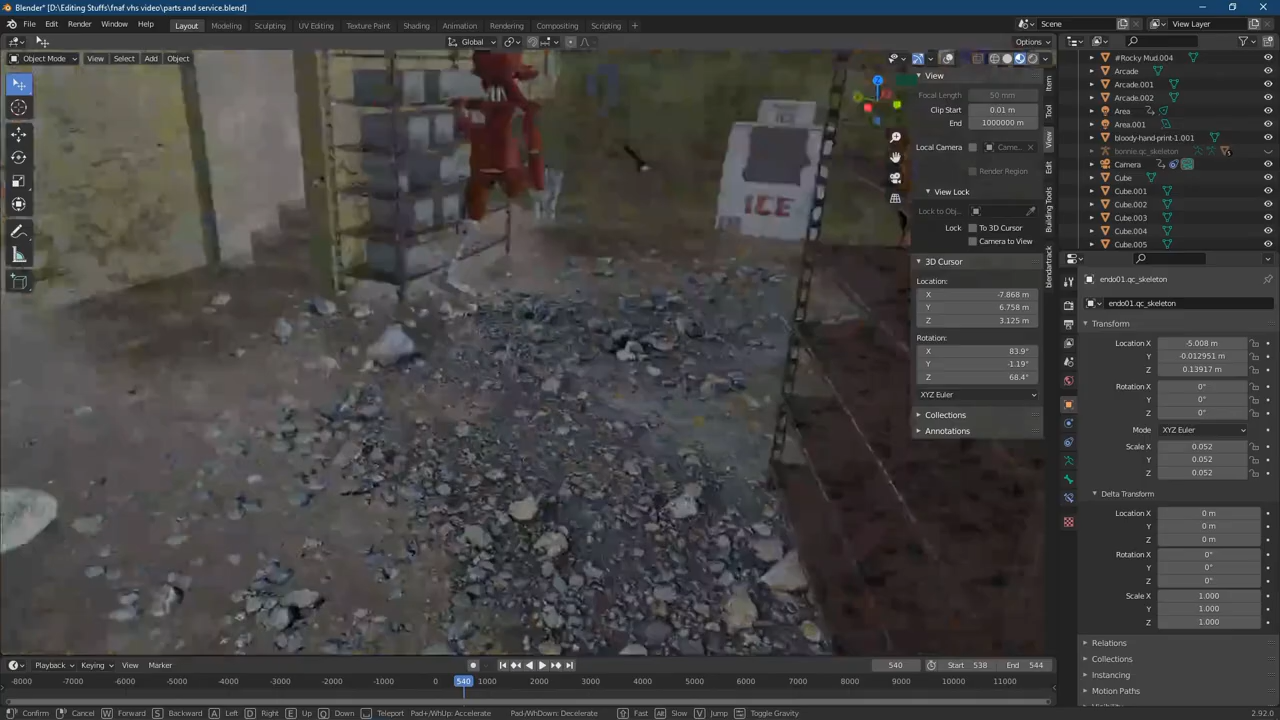 Blender* [D:\Editing Stuffs\fnaf vhs video\parts and service.blend]
File Edit Render Window Help Layout Modeling Sculpting UV Editing Texture Paint Shading Animation Rendering Compositing Scripting + Scene View Layer
Global Options
Object Mode View Select Add Object
ICE
View
Focal Length 50 mm
Clip Start 0.01 m
End 1000000 m
Local Camera Came...
Render Region
View Lock
Lock to Obj...
Lock To 3D Cursor
Camera to View
3D Cursor
Location:
X -7.868 m
Y 6.758 m
Z 3.125 m
Rotation:
X 83.9°
Y -1.19°
Z 68.4°
XYZ Euler
Collections
Annotations
Item
Tool
View
Edit
Building Tools
blendartrack
#Rocky Mud.004
Arcade
Arcade.001
Arcade.002
Area
Area.001
bloody-hand-print-1.001
bonnie.qc_skeleton
Camera
Cube
Cube.001
Cube.002
Cube.003
Cube.004
Cube.005
endo01.qc_skeleton
endo01.qc_skeleton
Transform
Location X -5.008 m
Y -0.012951 m
Z 0.13917 m
Rotation X 0°
Y 0°
Z 0°
Mode XYZ Euler
Scale X 0.052
Y 0.052
Z 0.052
Delta Transform
Location X 0 m
Y 0 m
Z 0 m
Rotation X 0°
Y 0°
Z 0°
Scale X 1.000
Y 1.000
Z 1.000
Relations
Collections
Instancing
Motion Paths
Playback Keying View Marker 540 Start 538 End 544
-8000 -7000 -6000 -5000 -4000 -3000 -2000 -1000 0 540 1000 2000 3000 4000 5000 6000 7000 8000 9000 10000 11000
Confirm Cancel W Forward S Backward A Left D Right E Up Q Down Teleport Pad+/WhUp: Accelerate Pad-/WhDown: Decelerate Fast Alt Slow V Jump Toggle Gravity 2.92.0